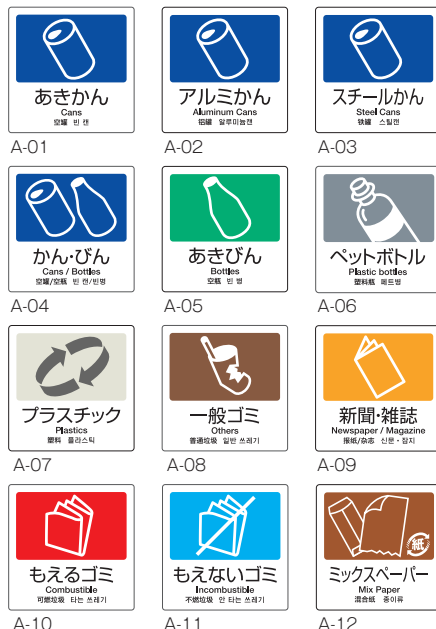 あきかん
Cans
空罐 빈 캔
A-01
アルミかん
Aluminum Cans
铝罐 알루미늄캔
A-02
スチールかん
Steel Cans
铁罐 스틸캔
A-03
かん・びん
Cans / Bottles
空罐/空瓶 빈 캔/빈병
A-04
あきびん
Bottles
空瓶 빈 병
A-05
ペットボトル
Plastic bottles
塑料瓶 페트병
A-06
プラスチック
Plastics
塑料 플라스틱
A-07
一般ゴミ
Others
普通垃圾 일반 쓰레기
A-08
新聞・雑誌
Newspaper / Magazine
报纸/杂志 신문・잡지
A-09
もえるゴミ
Combustible
可燃垃圾 타는 쓰레기
A-10
もえないゴミ
Incombustible
不燃垃圾 안 타는 쓰레기
A-11
紙
ミックスペーパー
Mix Paper
混合纸 종이류
A-12